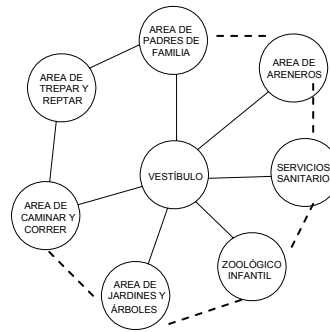 AREA DE
PADRES DE
FAMILIA
AREA DE
ARENEROS
AREA DE
TREPAR Y
REPTAR
VESTÍBULO
SERVICIOS
SANITARIO
AREA DE
CAMINAR Y
CORRER
ZOOLÓGICO
INFANTIL
AREA DE
JARDINES Y
ÁRBOLES